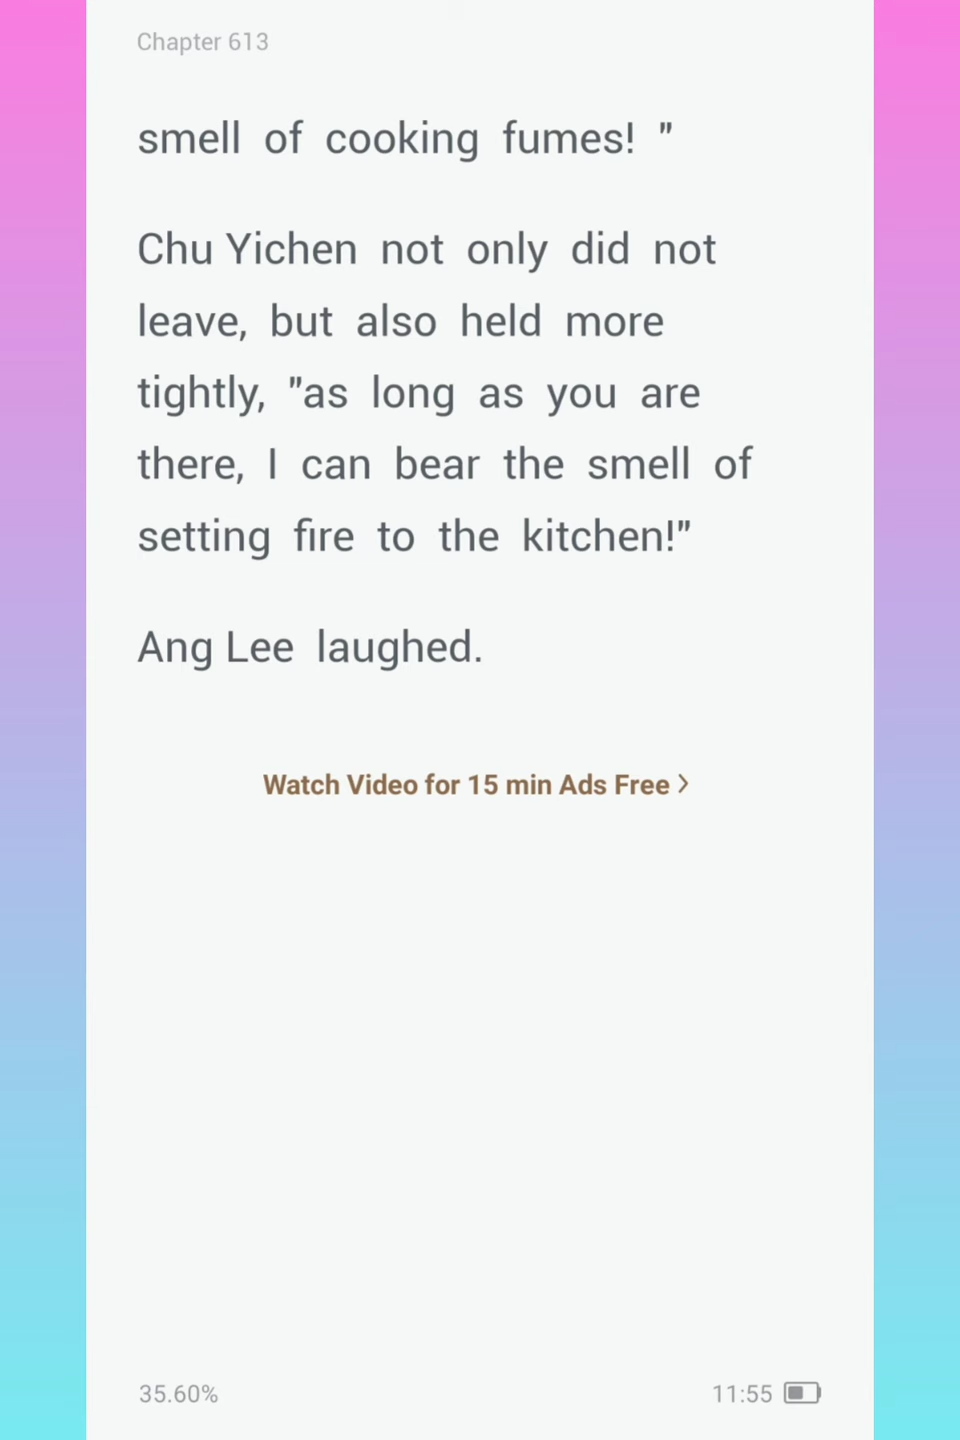 Chapter 613
smell of cooking fumes! "
Chu Yichen not only did not
leave, but also held more
tightly, "as long as you are
there, I can bear the smell of
setting fire to the kitchen!"
Ang Lee laughed.
Watch Video for 15 min Ads Free >
35.60%
11:55